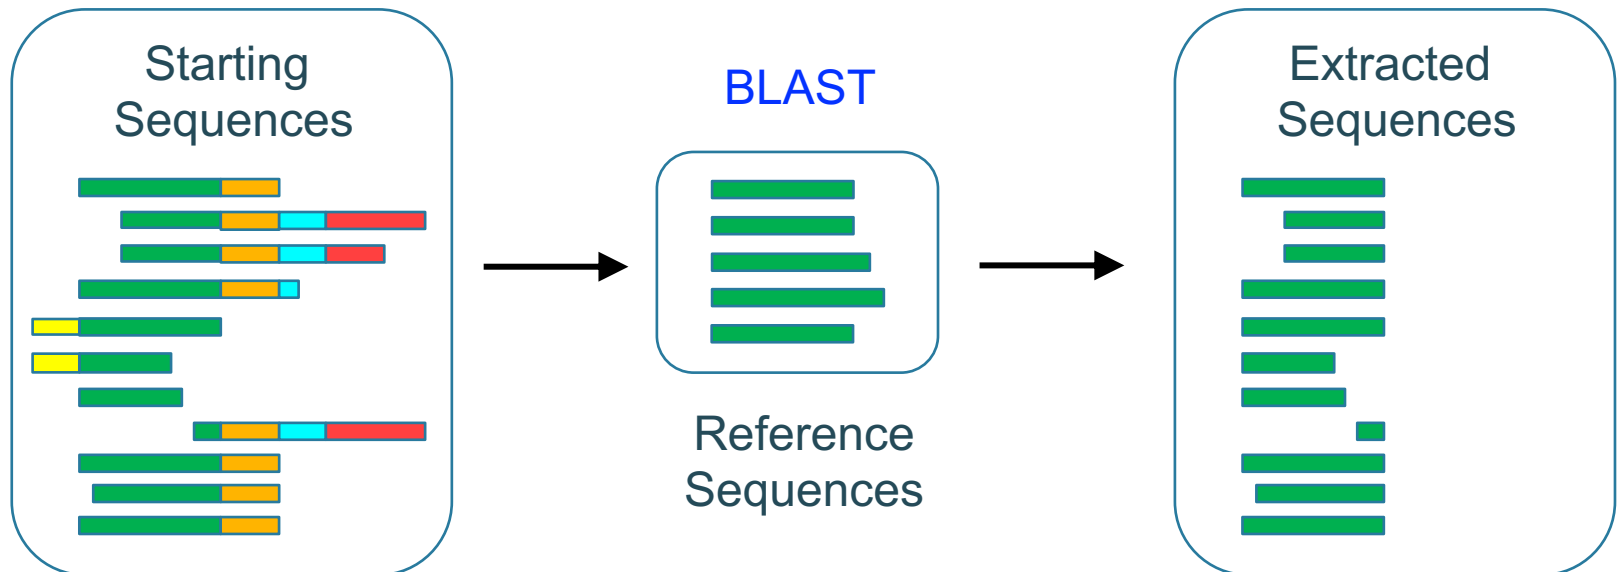 Starting
Sequences
BLAST
Reference
Sequences
Extracted
Sequences